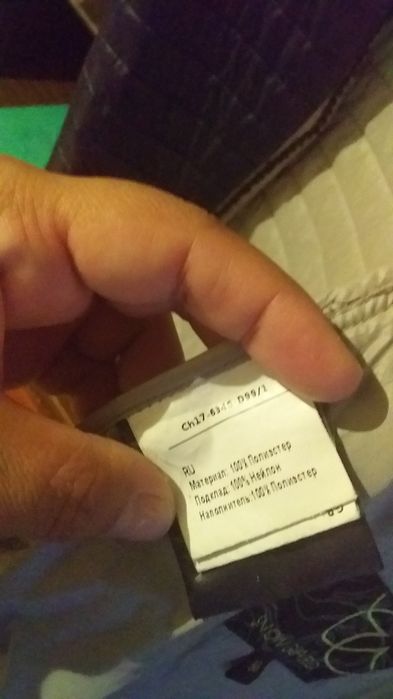 RU
Материал: 100% Полиэстер
Подклад: 100% Нейлон
Наполнитель:100% Полиэстер